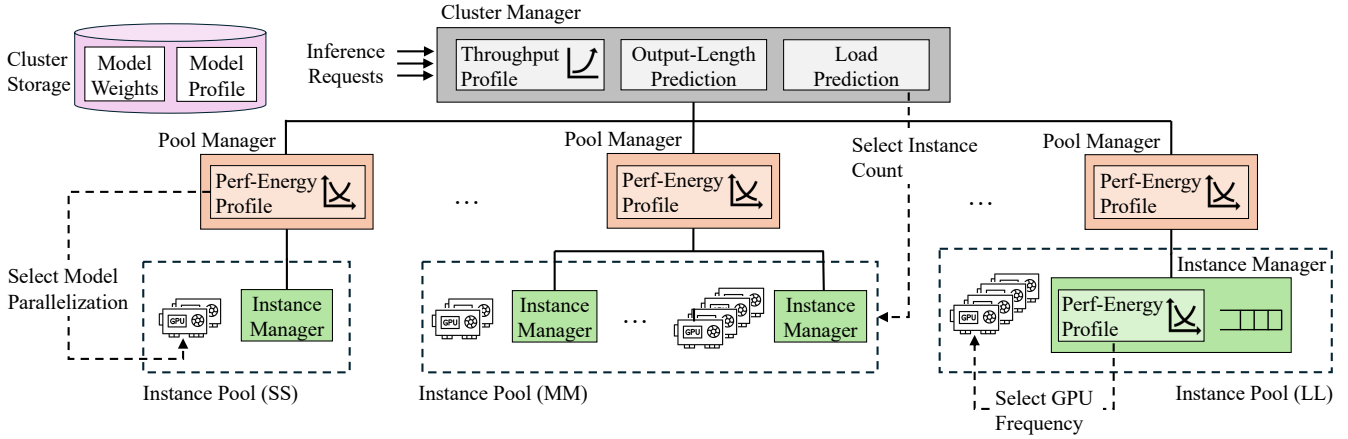 Cluster Manager
Cluster
Storage
Model
Weights
Model
Profile
Inference
Requests
Throughput
Profile
Output-Length
Prediction
Load
Prediction
Pool Manager
Pool Manager
Select Instance
Count
Pool Manager
Perf-Energy
Profile
...
Perf-Energy
Profile
...
Perf-Energy
Profile
Select Model
Parallelization
GPU
Instance
Manager
Instance Pool (SS)
GPU
Instance
Manager
...
GPU
Instance
Manager
Instance Pool (MM)
Instance Manager
GPU
Perf-Energy
Profile
Select GPU
Frequency
Instance Pool (LL)